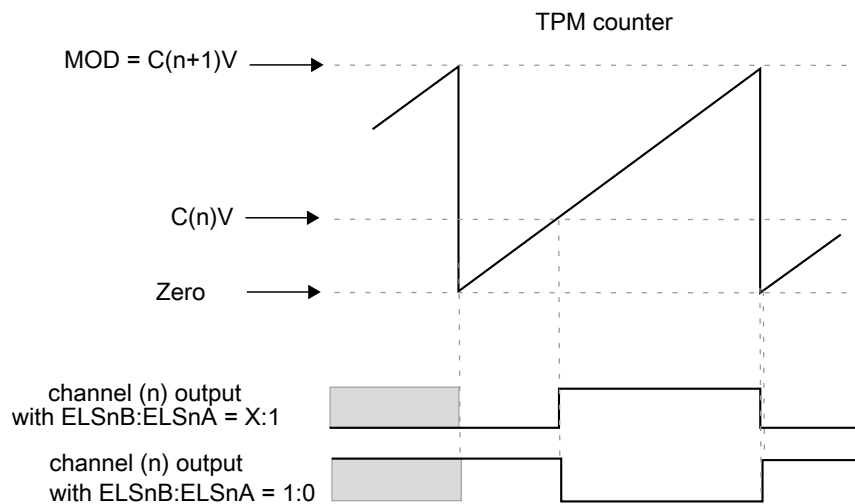 TPM counter
MOD = C(n+1)V
C(n)V
Zero
channel (n) output
with ELSnB:ELSnA = X:1
channel (n) output
with ELSnB:ELSnA = 1:0